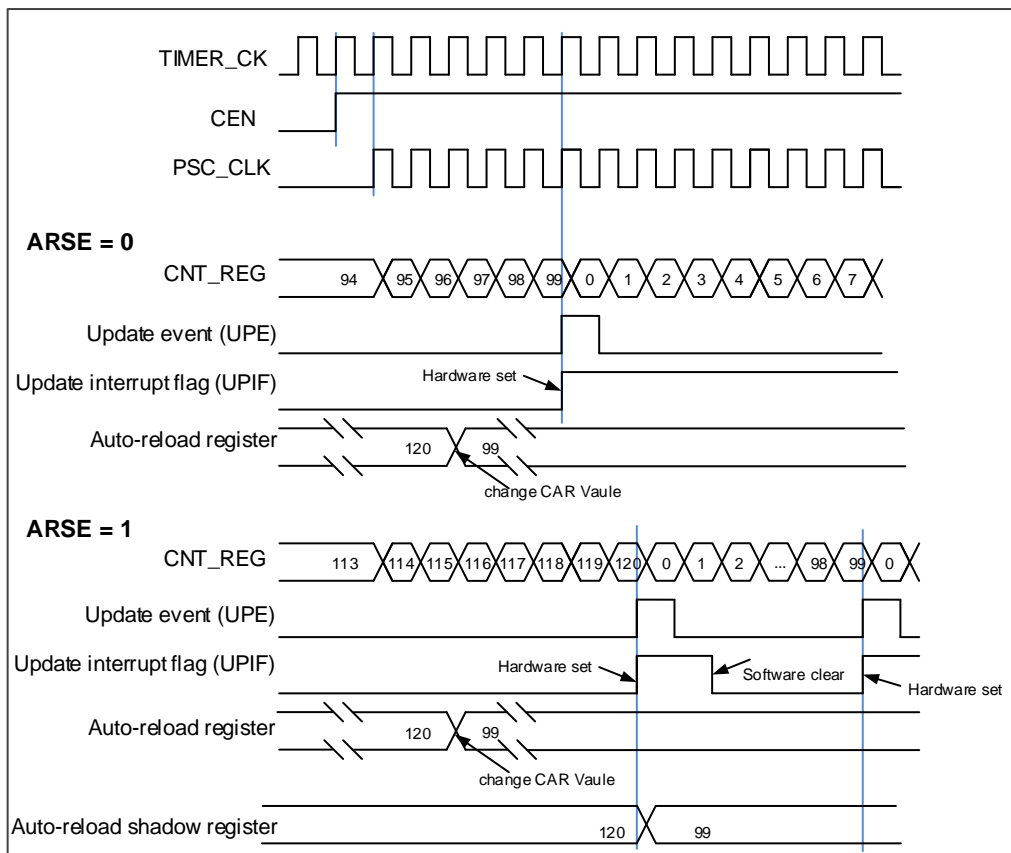 TIMER_CK
CEN
PSC_CLK
ARSE = 0
CNT_REG 94 95 96 97 98 99 0 1 2 3 4 5 6 7
Update event (UPE)
Update interrupt flag (UPIF) Hardware set
Auto-reload register 120 99
change CAR Vaule
ARSE = 1
CNT_REG 113 114 115 116 117 118 119 120 0 1 2 ... 98 99 0
Update event (UPE)
Update interrupt flag (UPIF) Hardware set Software clear Hardware set
Auto-reload register 120 99
change CAR Vaule
Auto-reload shadow register 120 99